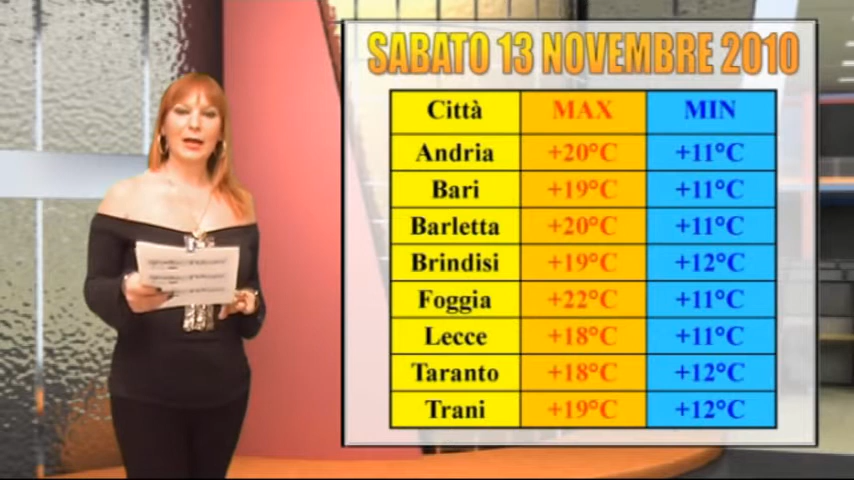 SABATO 13 NOVEMBRE 2010
Città MAX MIN
Andria +20°C +11°C
Bari +19°C +11°C
Barletta +20°C +11°C
Brindisi +19°C +12°C
Foggia +22°C +11°C
Lecce +18°C +11°C
Taranto +18°C +12°C
Trani +19°C +12°C